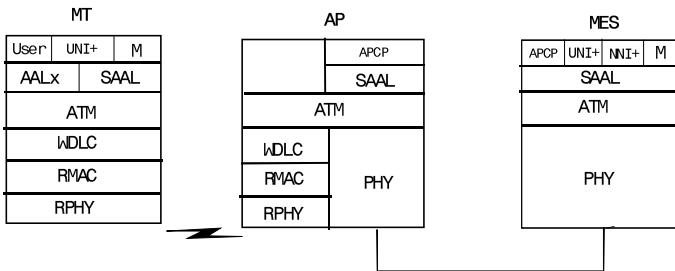 MT
AP
MES
User UNI+ M
APCP
APCP UNI+ NNI+ M
AALx SAAL
SAAL
SAAL
ATM
ATM
ATM
WDLC
WDLC
RMAC
RMAC
PHY
PHY
RPHY
RPHY